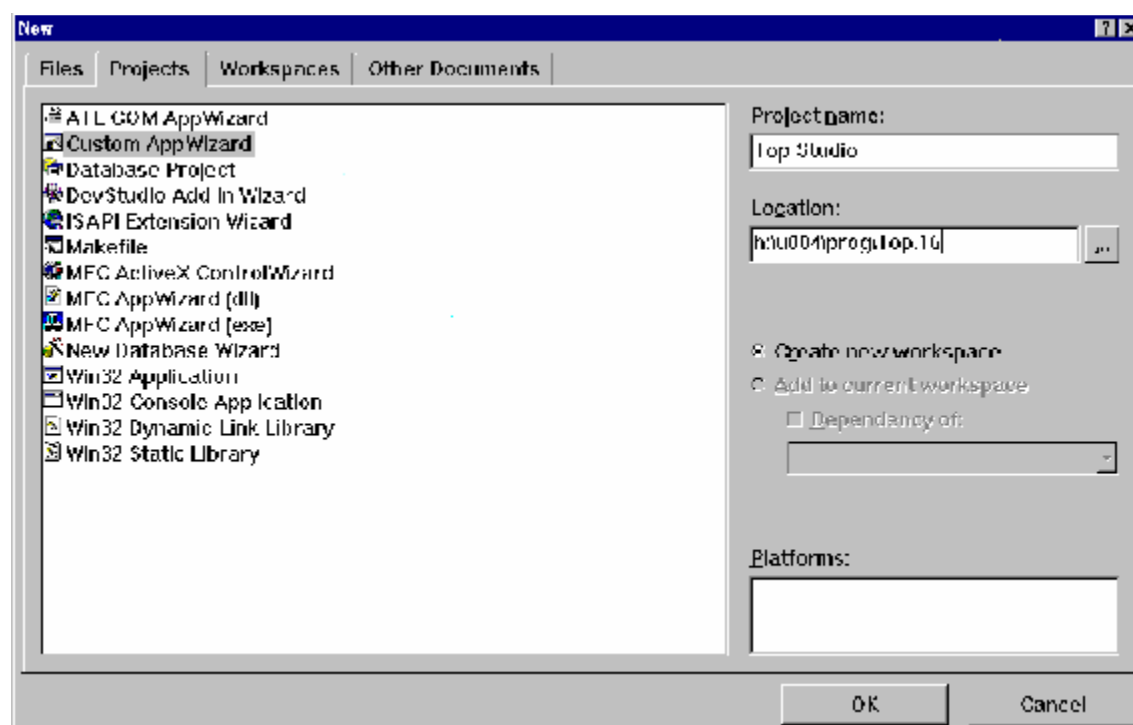 New
Files Projects Workspaces Other Documents
ATL COM AppWizard
Custom AppWizard
Database Project
DevStudio Add-in Wizard
ISAPI Extension Wizard
Makefile
MFC ActiveX ControlWizard
MFC AppWizard (dll)
MFC AppWizard (exe)
New Database Wizard
Win32 Application
Win32 Console Application
Win32 Dynamic-Link Library
Win32 Static Library
Project name:
Top Studio
Location:
...
Create new workspace
Add to current workspace
Dependency of:
Platforms:
OK Cancel